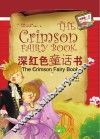 THE
Crimson
FAIRY BOOK
深红色童话书
The Crimson Fairy Book